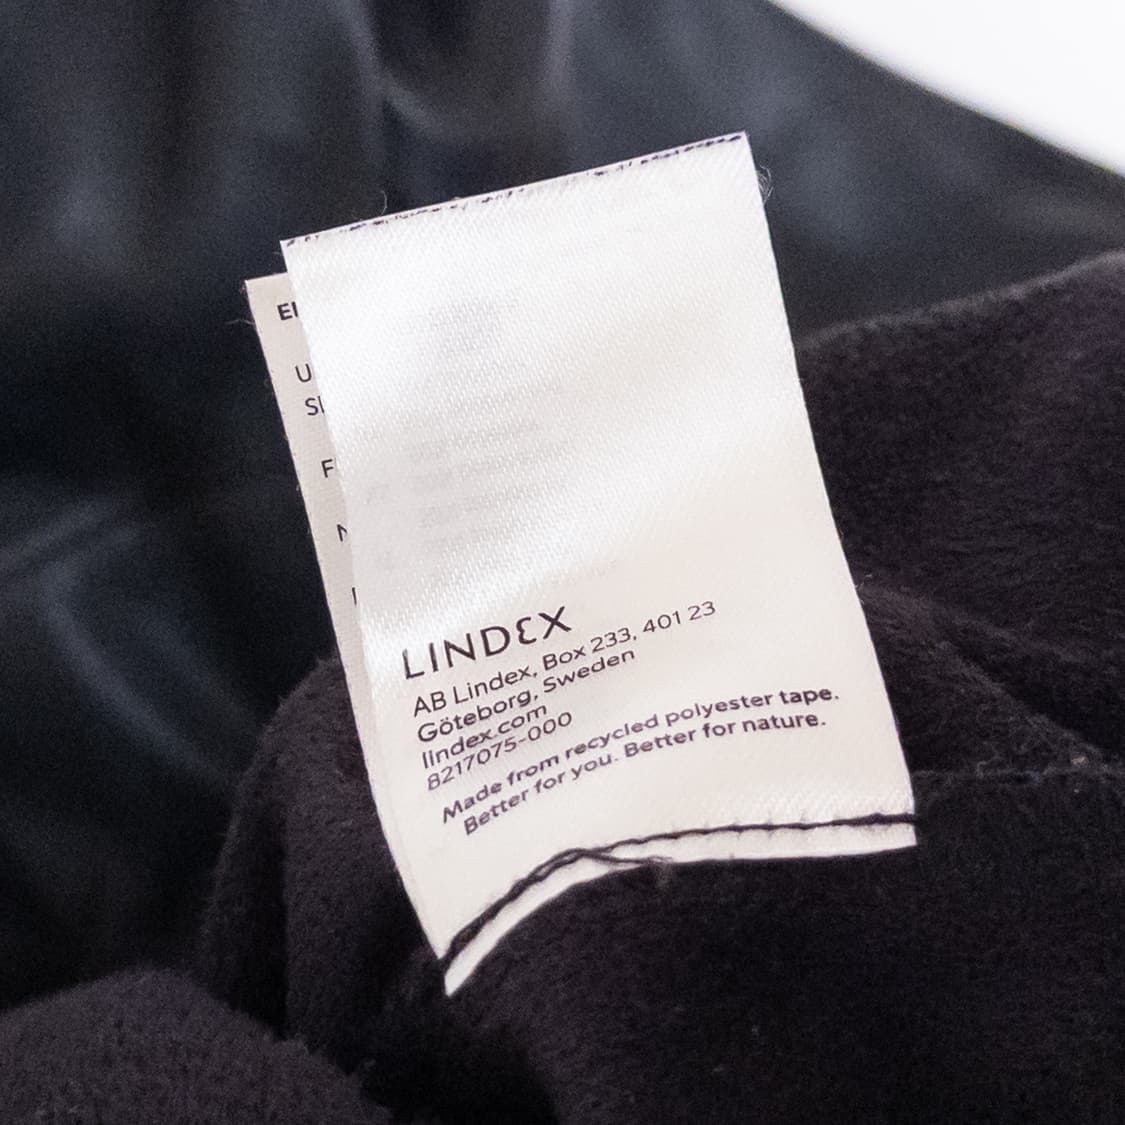 LINDEX
AB Lindex, Box 233, 401 23
Göteborg, Sweden
lindex.com
8217075-000
Made from recycled polyester tape.
Better for you. Better for nature.